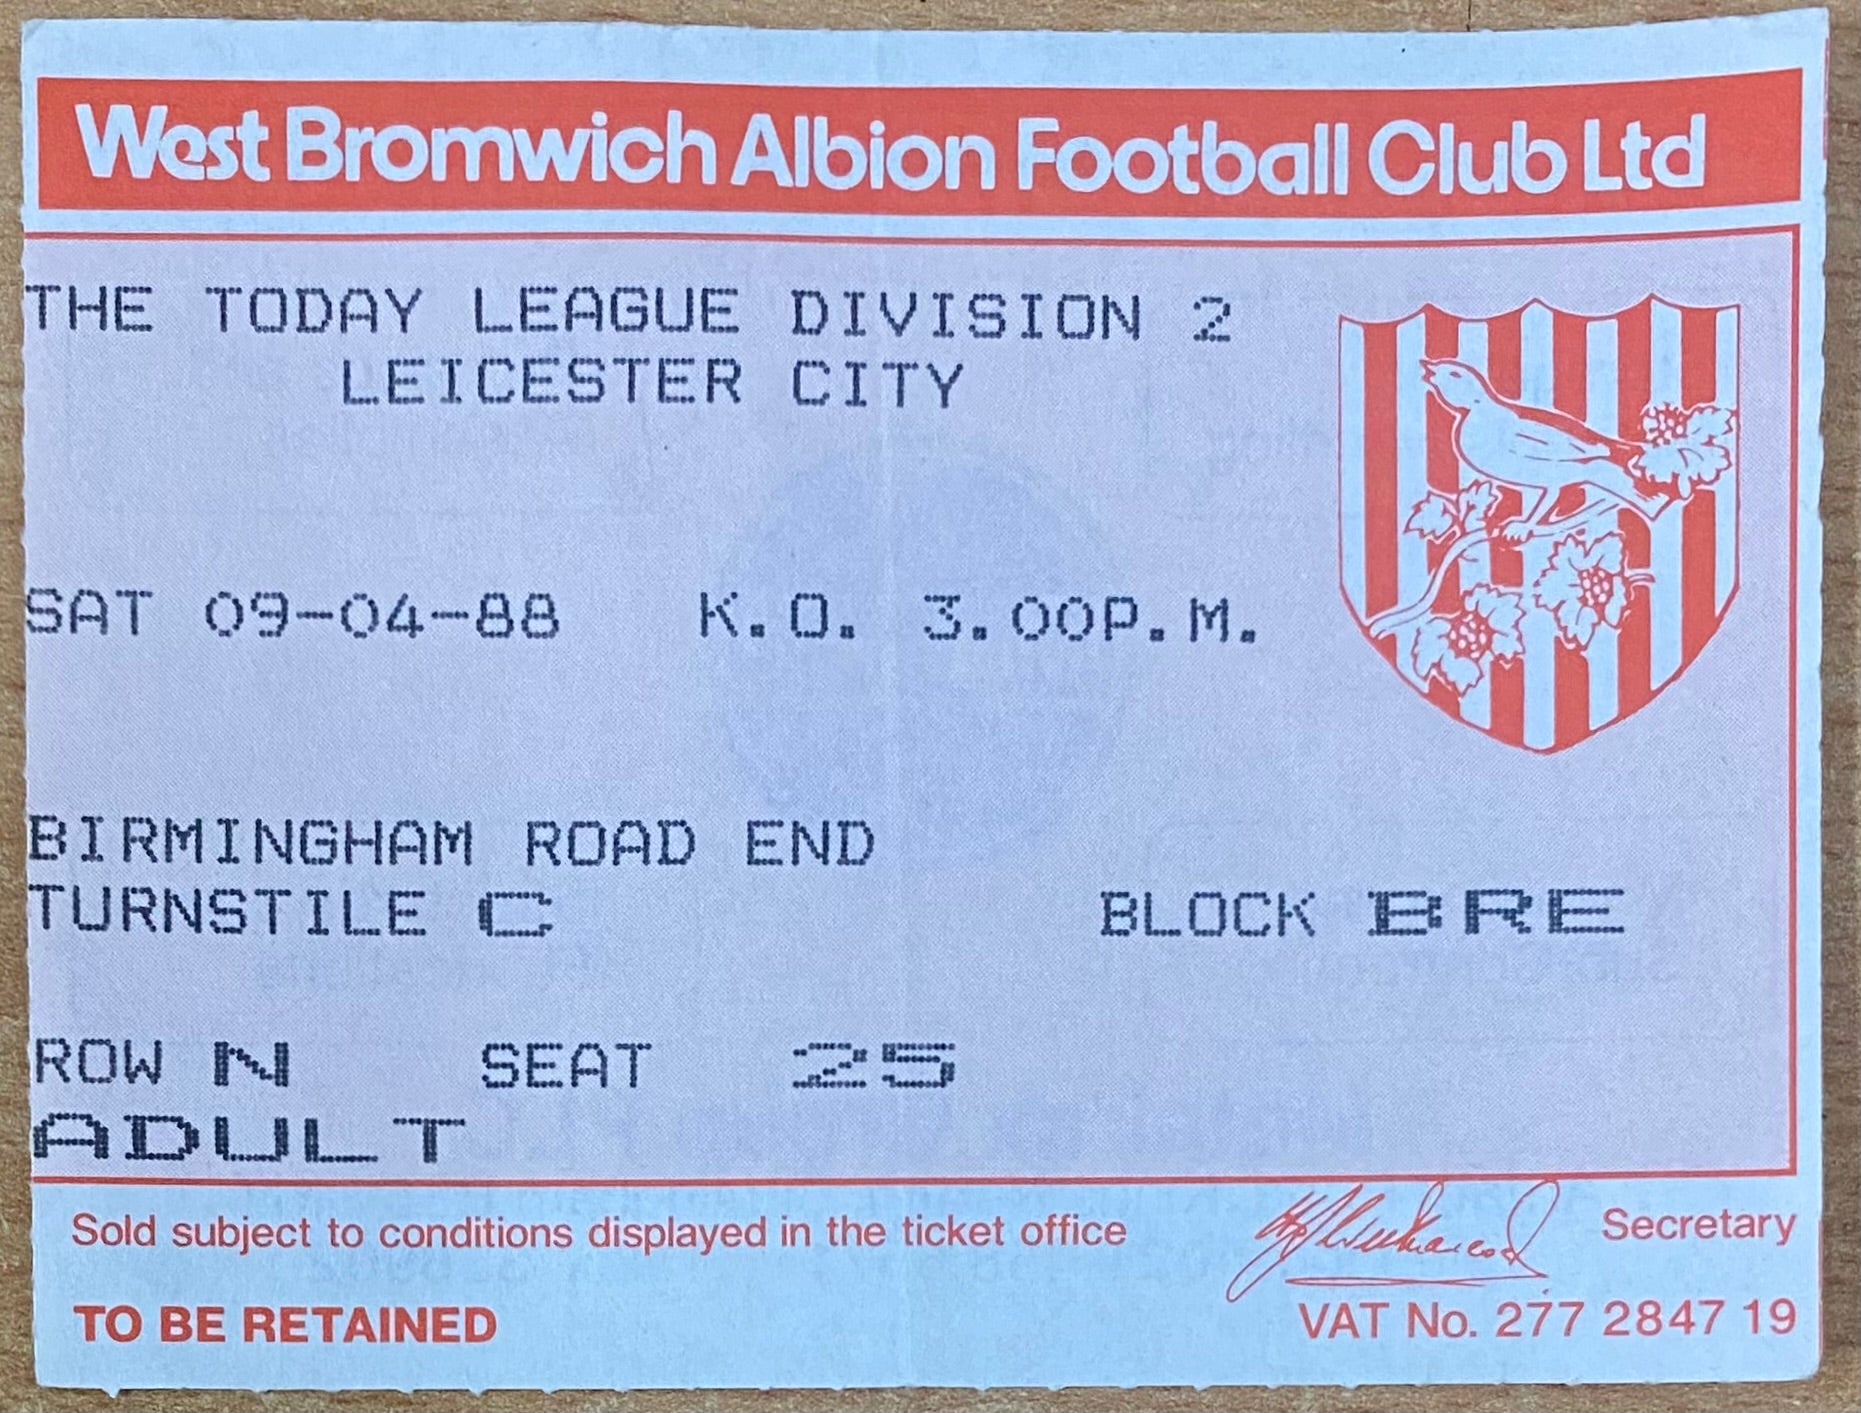 West Bromwich Albion Football Club Ltd
THE TODAY LEAGUE DIVISION 2
LEICESTER CITY
SAT 09-04-88 K.O. 3.00P.M.
BIRMINGHAM ROAD END
TURNSTILE C BLOCK BRE
ROW N SEAT 25
ADULT
Sold subject to conditions displayed in the ticket office
Secretary
TO BE RETAINED
VAT No. 277 2847 19